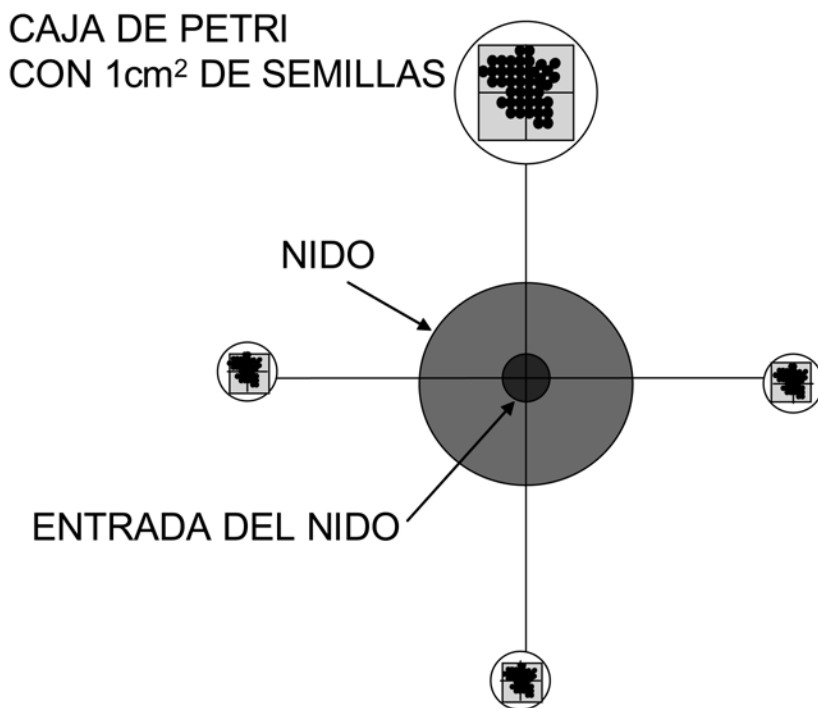 CAJA DE PETRI
CON 1cm² DE SEMILLAS
NIDO
ENTRADA DEL NIDO